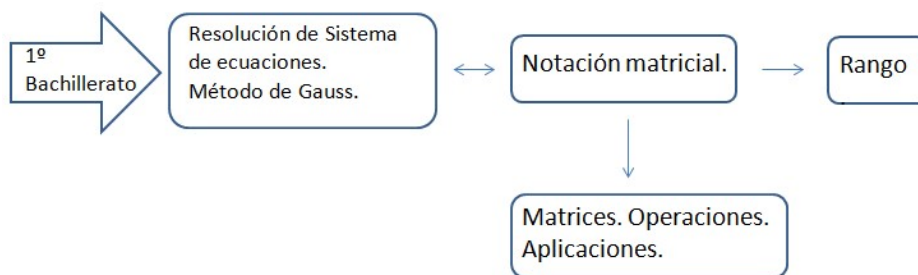 1º
Bachillerato
Resolución de Sistema
de ecuaciones.
Método de Gauss.
Notación matricial.
Rango
.
Matrices. Operaciones.
Aplicaciones.